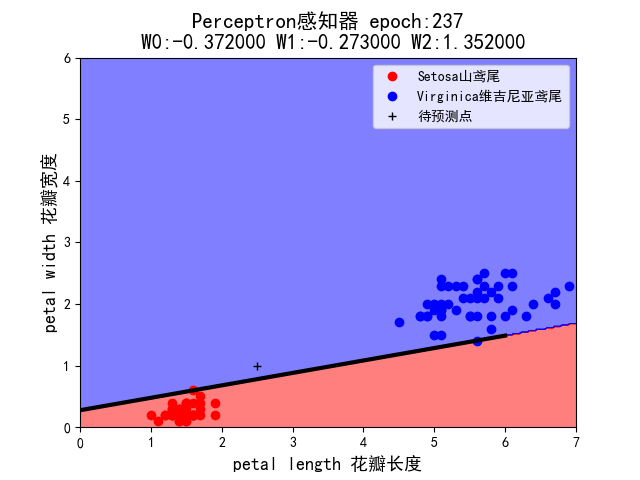 Perceptron感知器 epoch:237
W0:-0.372000 W1:-0.273000 W2:1.352000
Setosa山鸢尾
Virginica维吉尼亚鸢尾
待预测点
petal width 花瓣宽度
6
5
4
3
2
1
0
0 1 2 3 4 5 6 7
petal length 花瓣长度